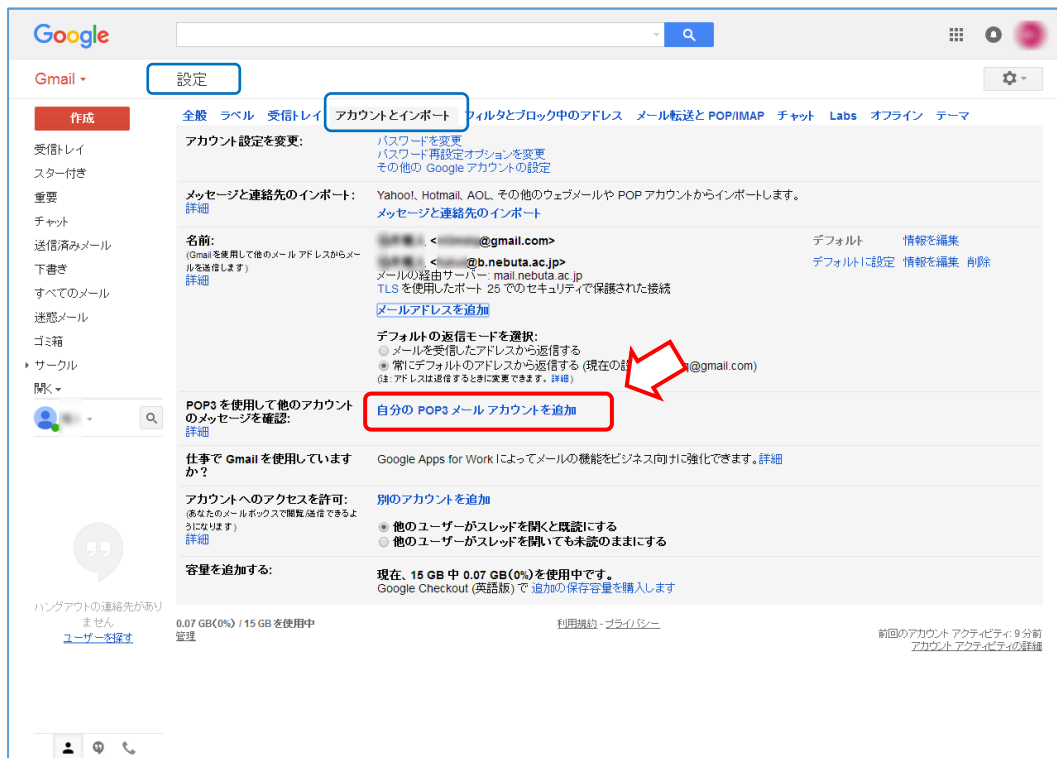 Google
Gmail
設定
作成
全般 ラベル 受信トレイ アカウントとインポート フィルタとブロック中のアドレス メール転送と POP/IMAP チャット Labs オフライン テーマ
受信トレイ
スター付き
重要
チャット
送信済みメール
下書き
すべてのメール
迷惑メール
ゴミ箱
サークル
開く
アカウント設定を変更:
パスワードを変更
パスワード再設定オプションを変更
その他の Google アカウントの設定
メッセージと連絡先のインポート:
詳細
Yahoo!、Hotmail、AOL、その他のウェブメールや POP アカウントからインポートします。
メッセージと連絡先のインポート
名前:
(Gmail を使用して他のメール アドレスからメー
ルを送信します)
詳細
@gmail.com> デフォルト 情報を編集
@b.nebuta.ac.jp> デフォルトに設定 情報を編集 削除
メールの経由サーバー: mail.nebuta.ac.jp
TLS を使用したポート 25 でのセキュリティで保護された接続
メールアドレスを追加
デフォルトの返信モードを選択:
メールを受信したアドレスから返信する
常にデフォルトのアドレスから返信する (現在の設 @gmail.com)
(注: アドレスは返信するときに変更できます。詳細)
POP3 を使用して他のアカウント
のメッセージを確認:
詳細
自分の POP3 メール アカウントを追加
仕事で Gmail を使用しています
か？
Google Apps for Work によってメールの機能をビジネス向けに強化できます。詳細
アカウントへのアクセスを許可:
(あなたのメールボックスで閲覧/送信できるよ
うになります)
詳細
別のアカウントを追加
他のユーザーがスレッドを開くと既読にする
他のユーザーがスレッドを開いても未読のままにする
容量を追加する:
現在、15 GB 中 0.07 GB(0%)を使用中です。
Google Checkout (英語版) で 追加の保存容量を購入します
ハングアウトの連絡先があり
ません
ユーザーを探す
0.07 GB(0%) / 15 GB を使用中
管理
利用規約 - プライバシー
前回のアカウント アクティビティ: 9 分前
アカウント アクティビティの詳細